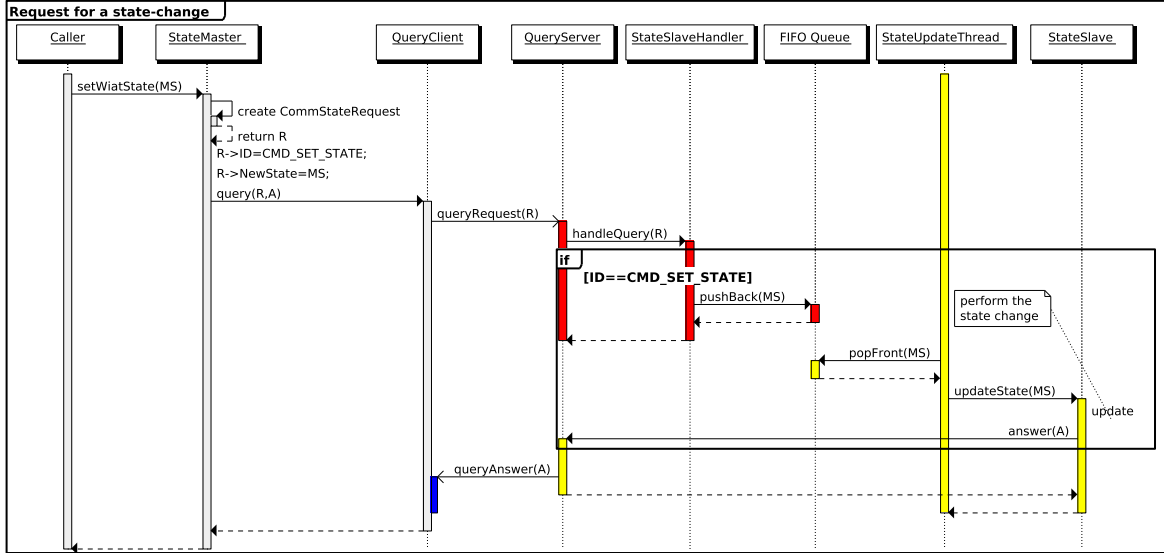 Request for a state-change
Caller
StateMaster
QueryClient
QueryServer
StateSlaveHandler
FIFO Queue
StateUpdateThread
StateSlave
setWiatState(MS)
create CommStateRequest
return R
R->ID=CMD_SET_STATE;
R->NewState=MS;
query(R,A)
queryRequest(R)
handleQuery(R)
if
[ID==CMD_SET_STATE]
pushBack(MS)
perform the
state change
popFront(MS)
updateState(MS)
update
answer(A)
queryAnswer(A)